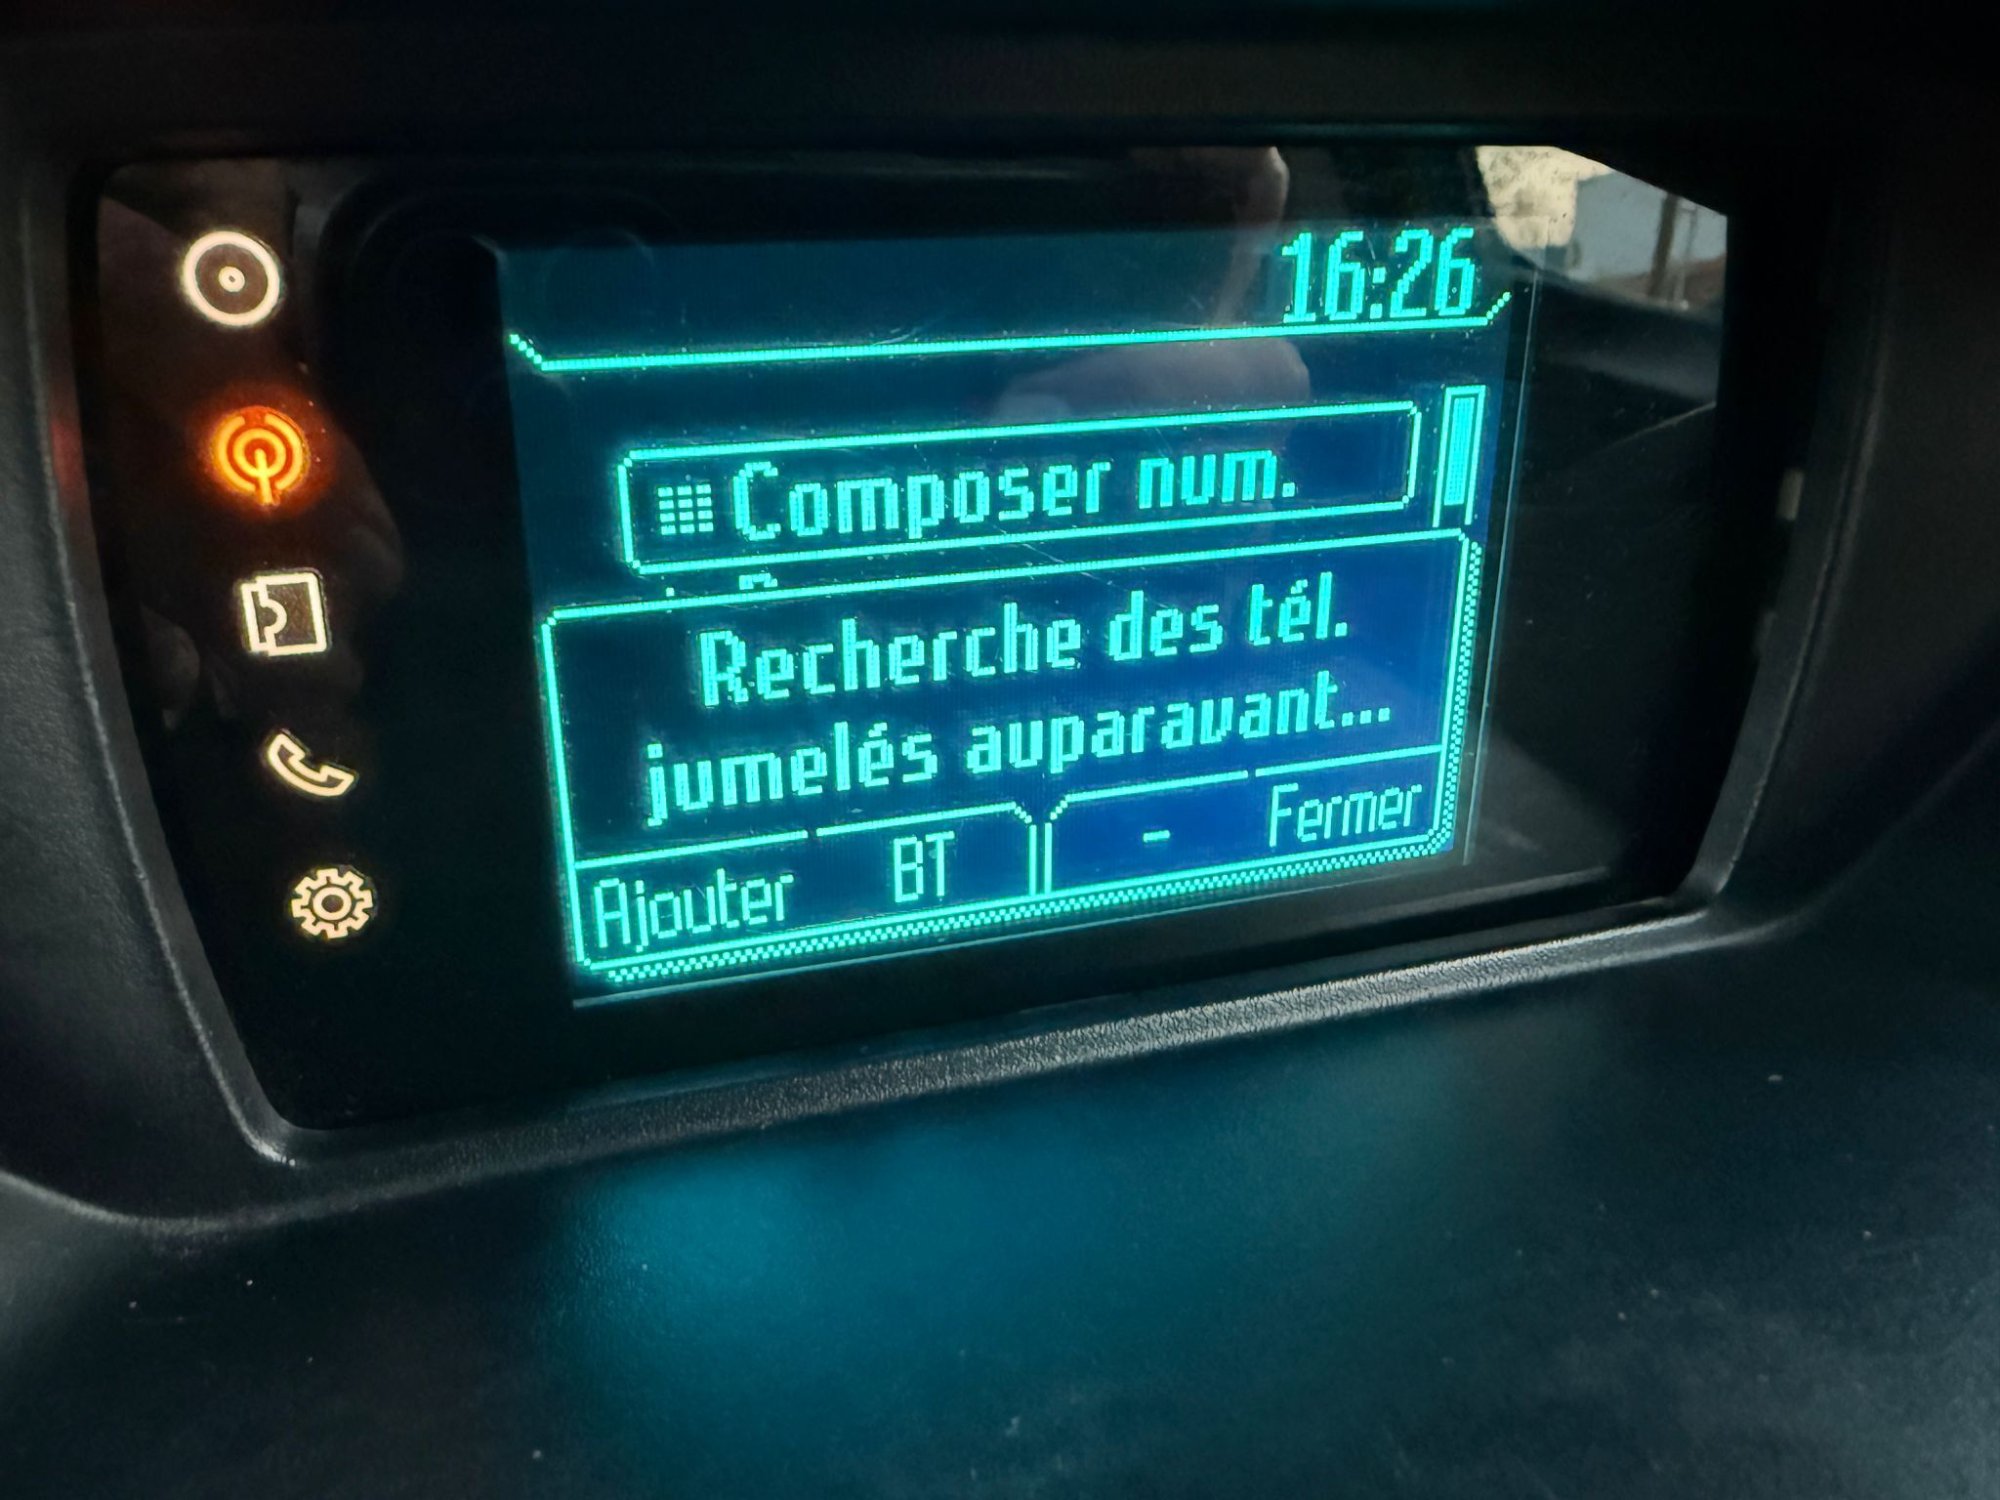 16:26
Composer num.
Recherche des tél.
jumelés auparavant...
Ajouter BT - Fermer